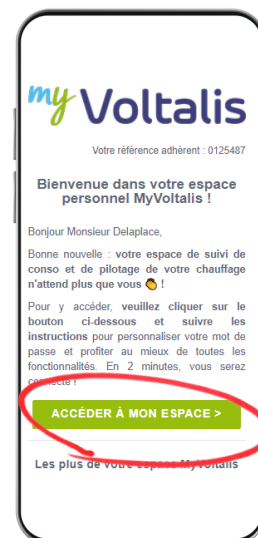 my Voltalis
Votre référence adhèrent : 0125487
Bienvenue dans votre espace
personnel MyVoltalis !
Bonjour Monsieur Delaplace,
Bonne nouvelle : votre espace de suivi de
conso et de pilotage de votre chauffage
n'attend plus que vous 👏 !
Pour y accéder, veuillez cliquer sur le
bouton ci-dessous et suivre les
instructions pour personnaliser votre mot de
passe et profiter au mieux de toutes les
fonctionnalités. En 2 minutes, vous serez
connecté !
ACCÉDER À MON ESPACE >
Les plus de votre espace MyVoltalis